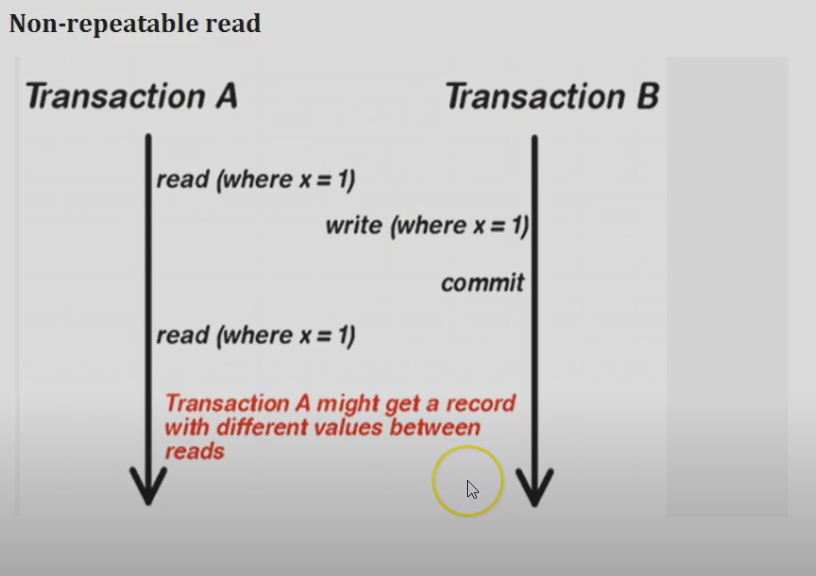 Non-repeatable read
Transaction A
Transaction B
read (where x = 1)
write (where x = 1)
commit
read (where x = 1)
Transaction A might get a record
with different values between
reads